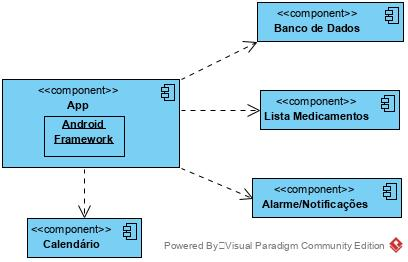 <<component>>
Banco de Dados
<<component>>
App
Android
Framework
<<component>>
Lista Medicamentos
<<component>>
Alarme/Notificações
<<component>>
Calendário
Powered By Visual Paradigm Community Edition